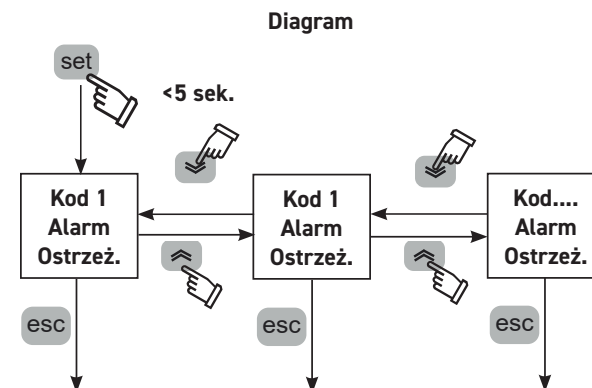 Diagram
set
<5 sek.
Kod 1
Alarm
Ostrzeż.
Kod 1
Alarm
Ostrzeż.
Kod....
Alarm
Ostrzeż.
esc
esc
esc